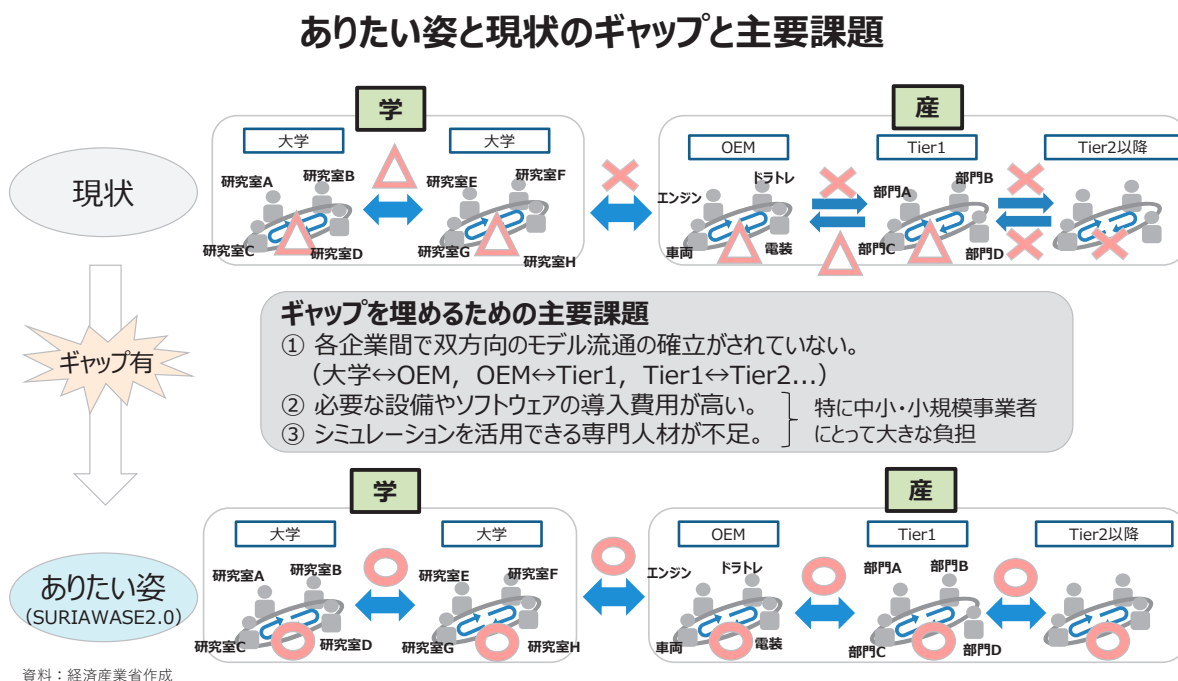 ありたい姿と現状のギャップと主要課題
学
産
大学
大学
OEM
Tier1
Tier2以降
現状
研究室A
研究室B
研究室C
研究室D
研究室E
研究室F
研究室G
研究室H
エンジン
ドラトレ
車両
電装
部門A
部門B
部門C
部門D
ギャップ有
ギャップを埋めるための主要課題
① 各企業間で双方向のモデル流通の確立がされていない。
（大学↔OEM，OEM↔Tier1，Tier1↔Tier2…）
② 必要な設備やソフトウェアの導入費用が高い。
③ シミュレーションを活用できる専門人材が不足。
特に中小・小規模事業者
にとって大きな負担
学
産
大学
大学
OEM
Tier1
Tier2以降
ありたい姿
(SURIAWASE2.0)
研究室A
研究室B
研究室C
研究室D
研究室E
研究室F
研究室G
研究室H
エンジン
ドラトレ
車両
電装
部門A
部門B
部門C
部門D
資料：経済産業省作成